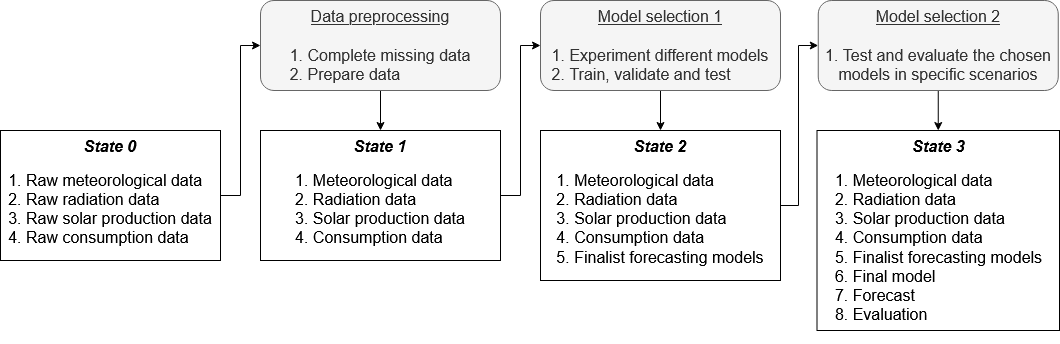 Data preprocessing
1. Complete missing data
2. Prepare data
Model selection 1
1. Experiment different models
2. Train, validate and test
Model selection 2
1. Test and evaluate the chosen
models in specific scenarios
State 0
1. Raw meteorological data
2. Raw radiation data
3. Raw solar production data
4. Raw consumption data
State 1
1. Meteorological data
2. Radiation data
3. Solar production data
4. Consumption data
State 2
1. Meteorological data
2. Radiation data
3. Solar production data
4. Consumption data
5. Finalist forecasting models
State 3
1. Meteorological data
2. Radiation data
3. Solar production data
4. Consumption data
5. Finalist forecasting models
6. Final model
7. Forecast
8. Evaluation